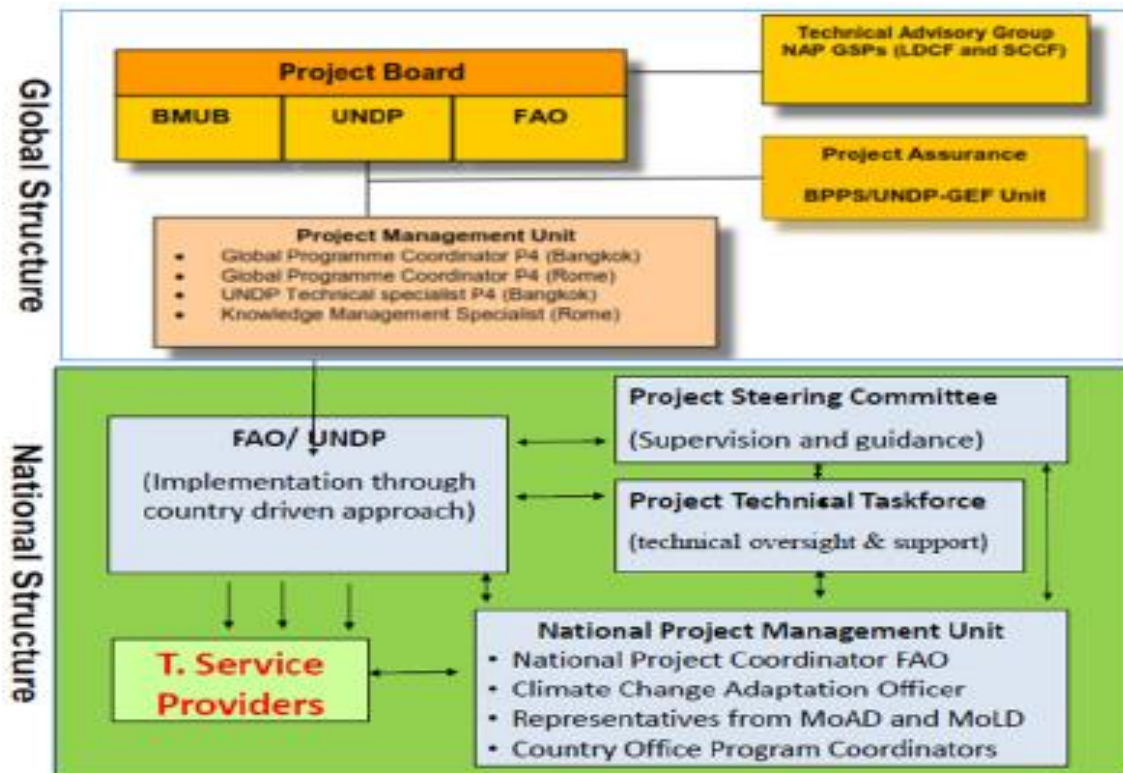 Global Structure
Project Board
BMUB
UNDP
FAO
Technical Advisory Group
NAP GSPs (LDCF and SCCF)
Project Assurance
BPPS/UNDP-GEF Unit
Project Management Unit
• Global Programme Coordinator P4 (Bangkok)
• Global Programme Coordinator P4 (Rome)
• UNDP Technical specialist P4 (Bangkok)
• Knowledge Management Specialist (Rome)
National Structure
FAO/ UNDP
(Implementation through
country driven approach)
Project Steering Committee
(Supervision and guidance)
Project Technical Taskforce
(technical oversight & support)
T. Service
Providers
National Project Management Unit
• National Project Coordinator FAO
• Climate Change Adaptation Officer
• Representatives from MoAD and MoLD
• Country Office Program Coordinators